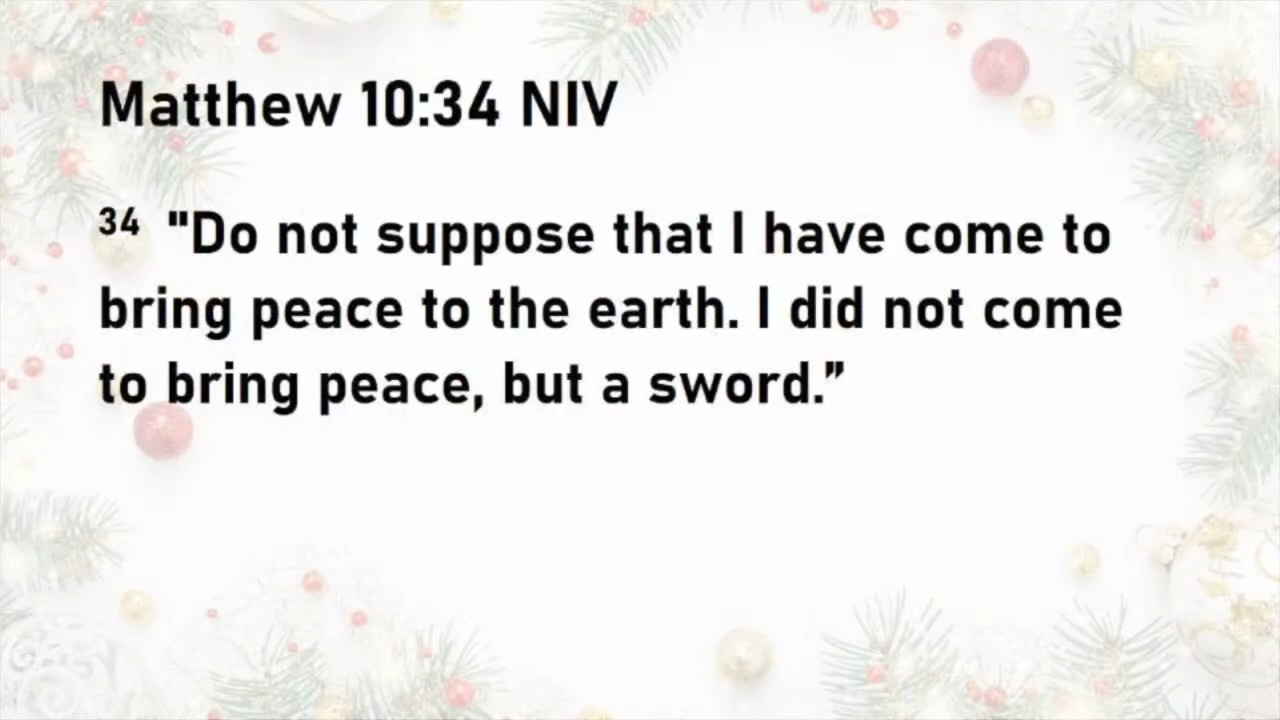 Matthew 10:34 NIV
34 "Do not suppose that I have come to
bring peace to the earth. I did not come
to bring peace, but a sword.”